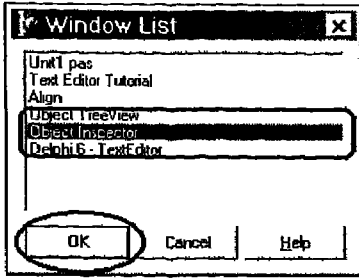 Window List
Unit1 pas
Text Editor Tutorial
Align
Object TreeView
Object Inspector
Delphi 6 - TextEditor
OK
Cancel
Help